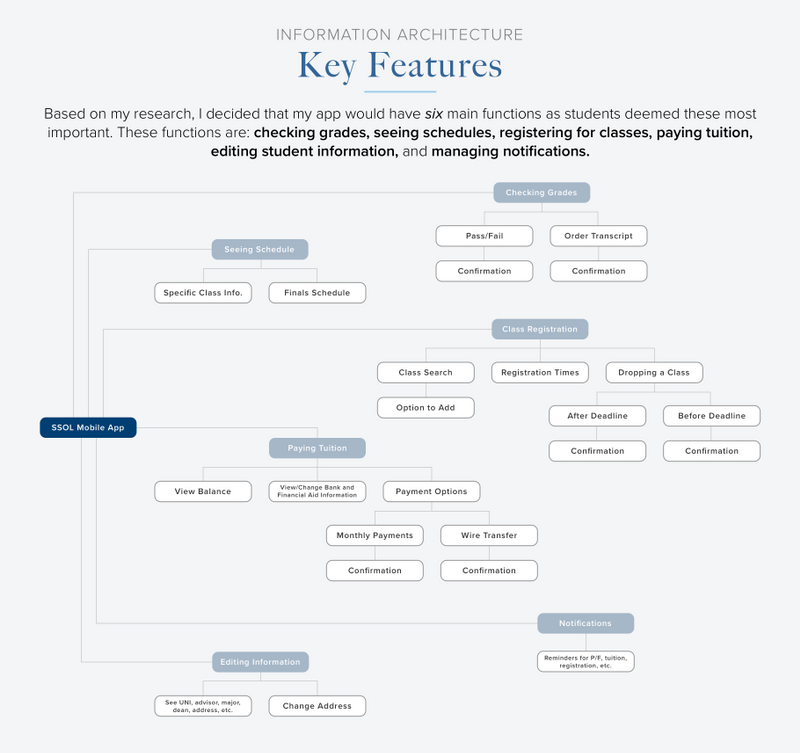 INFORMATION ARCHITECTURE
Key Features
Based on my research, I decided that my app would have six main functions as students deemed these most
important. These functions are: checking grades, seeing schedules, registering for classes, paying tuition,
editing student information, and managing notifications.
Checking Grades
Pass/Fail
Order Transcript
Confirmation
Confirmation
Seeing Schedule
Specific Class Info.
Finals Schedule
Class Registration
Class Search
Registration Times
Dropping a Class
Option to Add
After Deadline
Before Deadline
Confirmation
Confirmation
SSOL Mobile App
Paying Tuition
View Balance
View/Change Bank and
Financial Aid Information
Payment Options
Monthly Payments
Wire Transfer
Confirmation
Confirmation
Notifications
Reminders for P/F, tuition,
registration, etc.
Editing Information
See UNI, advisor, major,
dean, address, etc.
Change Address